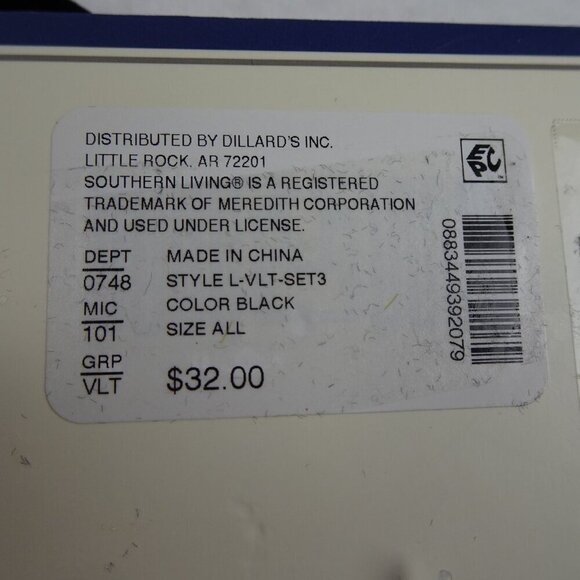 DISTRIBUTED BY DILLARD'S INC.
LITTLE ROCK, AR 72201
SOUTHERN LIVING® IS A REGISTERED
TRADEMARK OF MEREDITH CORPORATION
AND USED UNDER LICENSE.
DEPT MADE IN CHINA
0748 STYLE L-VLT-SET3
MIC COLOR BLACK
101 SIZE ALL
GRP
VLT $32.00
EPC
0883449392079